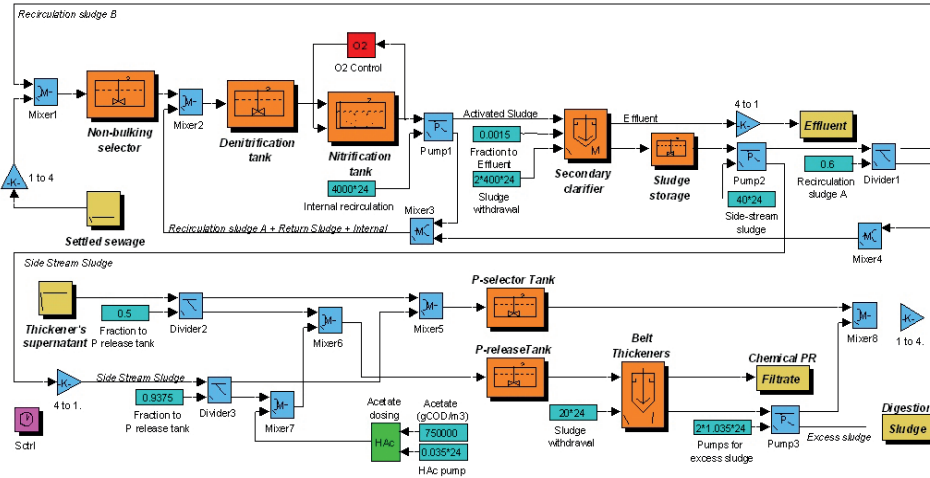 Recirculation sludge B
O2
O2 Control
M-
Mixer1
Non-bulking
selector
M-
Mixer2
Denitrification
tank
Nitrification
tank
P
Pump1
Activated Sludge
0.0015
Fraction to
Effluent
2*400*24
Sludge
withdrawal
4000*24
Internal recirculation
M
Secondary
clarifier
Effluent
Sludge
storage
4 to 1
-K-
Effluent
P
Pump2
40*24
Side-stream
sludge
0.6
Recirculation
sludge A
Divider1
-K-
1 to 4
Settled sewage
Recirculation sludge A + Return Sludge + Internal
Mixer3
M
Mixer4
M
Side Stream Sludge
Thickener's
supernatant
0.5
Fraction to
P release tank
Divider2
M-
Mixer6
M-
Mixer5
P-selector Tank
M-
Mixer8
-K-
1 to 4.
P-releaseTank
Belt
Thickeners
Chemical PR
Filtrate
-K-
4 to 1.
Side Stream Sludge
0.9375
Fraction to
P release tank
Divider3
M-
Mixer7
Acetate
dosing
HAc
Acetate
(gCOD/m3)
750000
0.035*24
HAc pump
20*24
Sludge
withdrawal
2*1.035*24
Pumps for
excess sludge
P
Pump3
Excess sludge
Digestion
Sludge